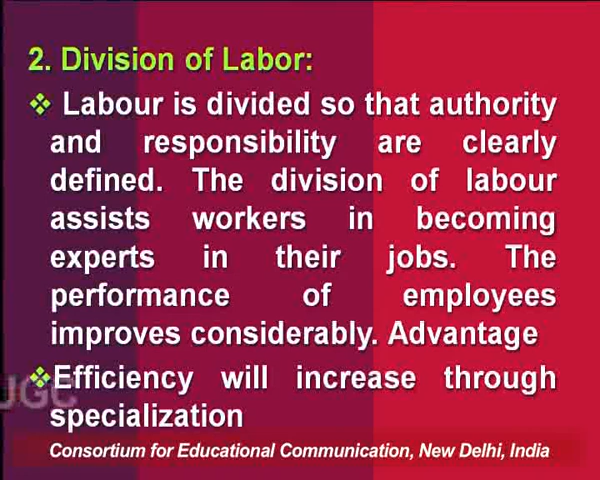 2. Division of Labor:
❖ Labour is divided so that authority
and responsibility are clearly
defined. The division of labour
assists workers in becoming
experts in their jobs. The
performance of employees
improves considerably. Advantage
❖Efficiency will increase through
specialization
JGC
Consortium for Educational Communication, New Delhi, India